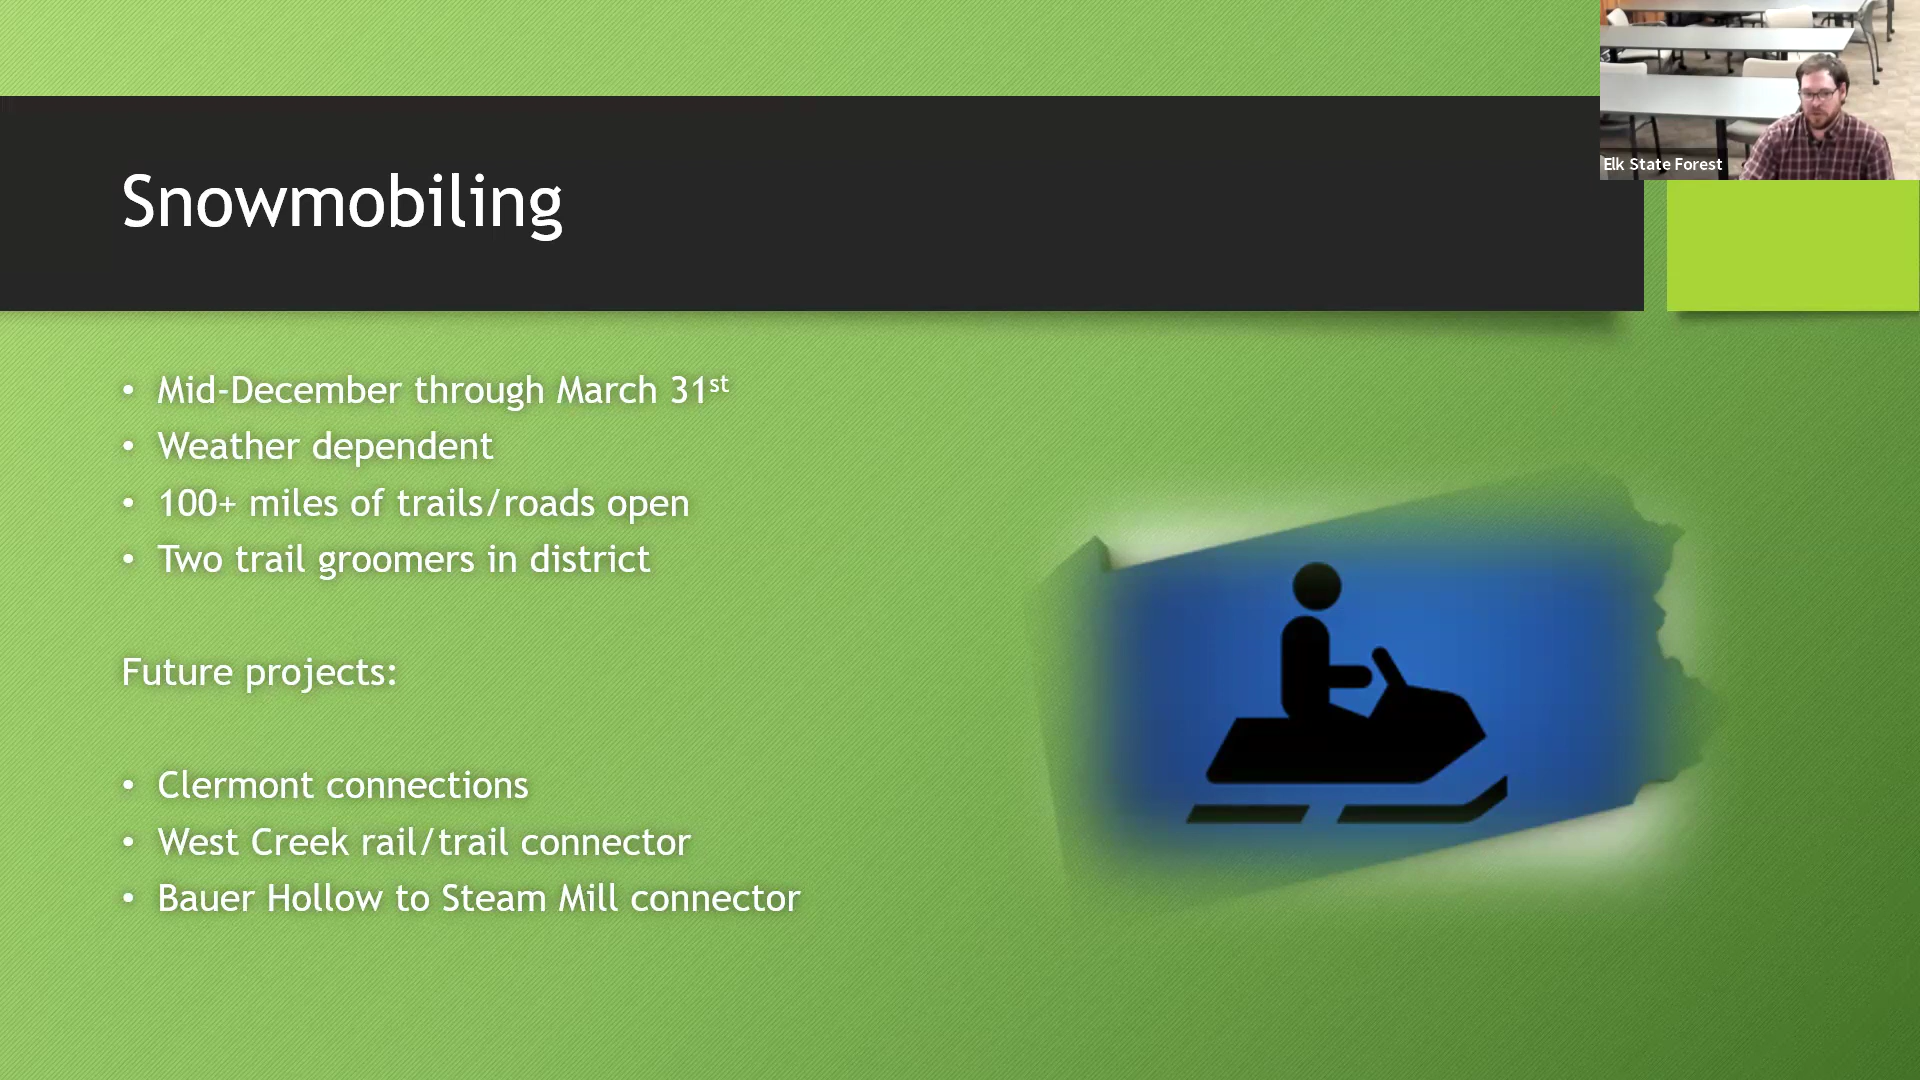 Elk State Forest
Snowmobiling
• Mid-December through March 31st
• Weather dependent
• 100+ miles of trails/roads open
• Two trail groomers in district
Future projects:
• Clermont connections
• West Creek rail/trail connector
• Bauer Hollow to Steam Mill connector